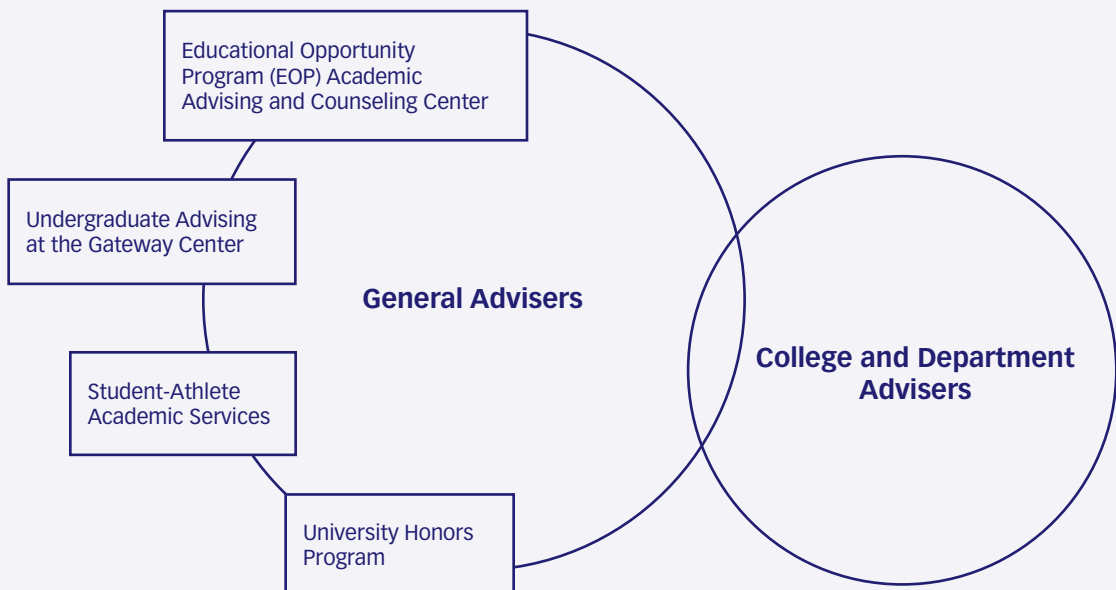 Educational Opportunity
Program (EOP) Academic
Advising and Counseling Center
Undergraduate Advising
at the Gateway Center
General Advisers
College and Department
Advisers
Student-Athlete
Academic Services
University Honors
Program